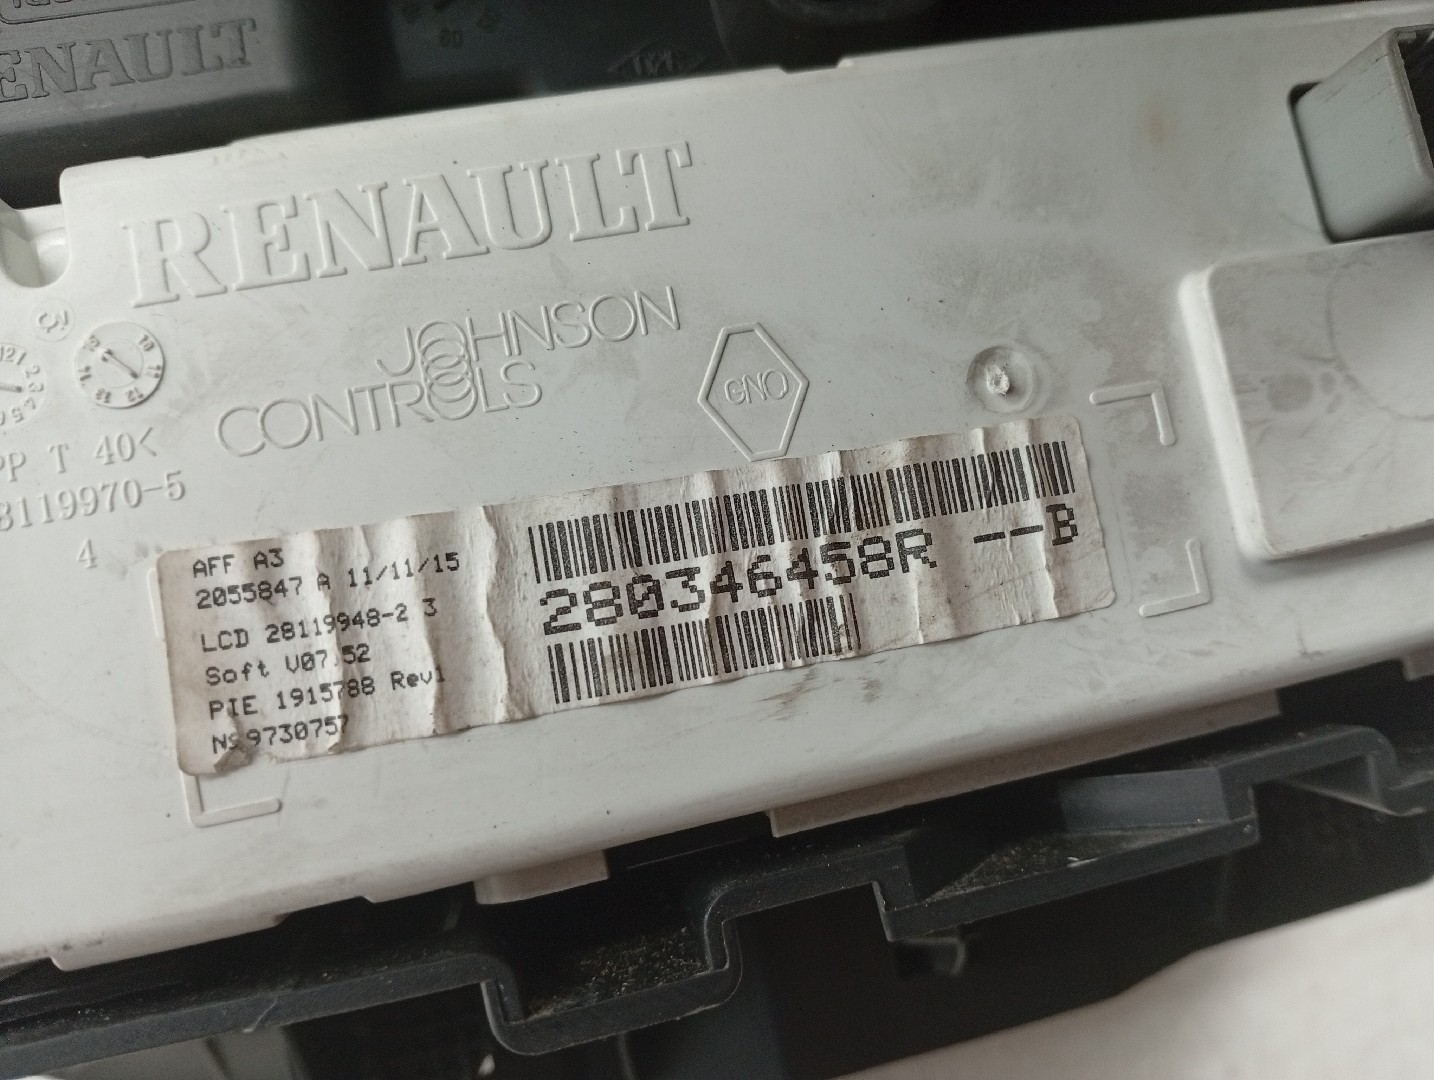 RENAULT
RENAULT
JOHNSON
CONTROLS
GNO
PP T 40<
8119970-5
4
AFF A3
2055847 A 11/11/15
LCD 28119948-2 3
Soft V07.52
PIE 1915788 Rev1
NS 9730757
280346458R --B